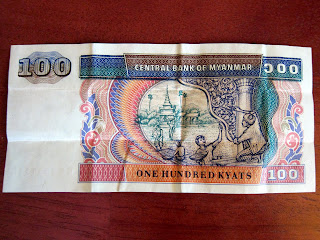 100
CENTRAL BANK OF MYANMAR
၁၀၀
ONE HUNDRED KYATS
100